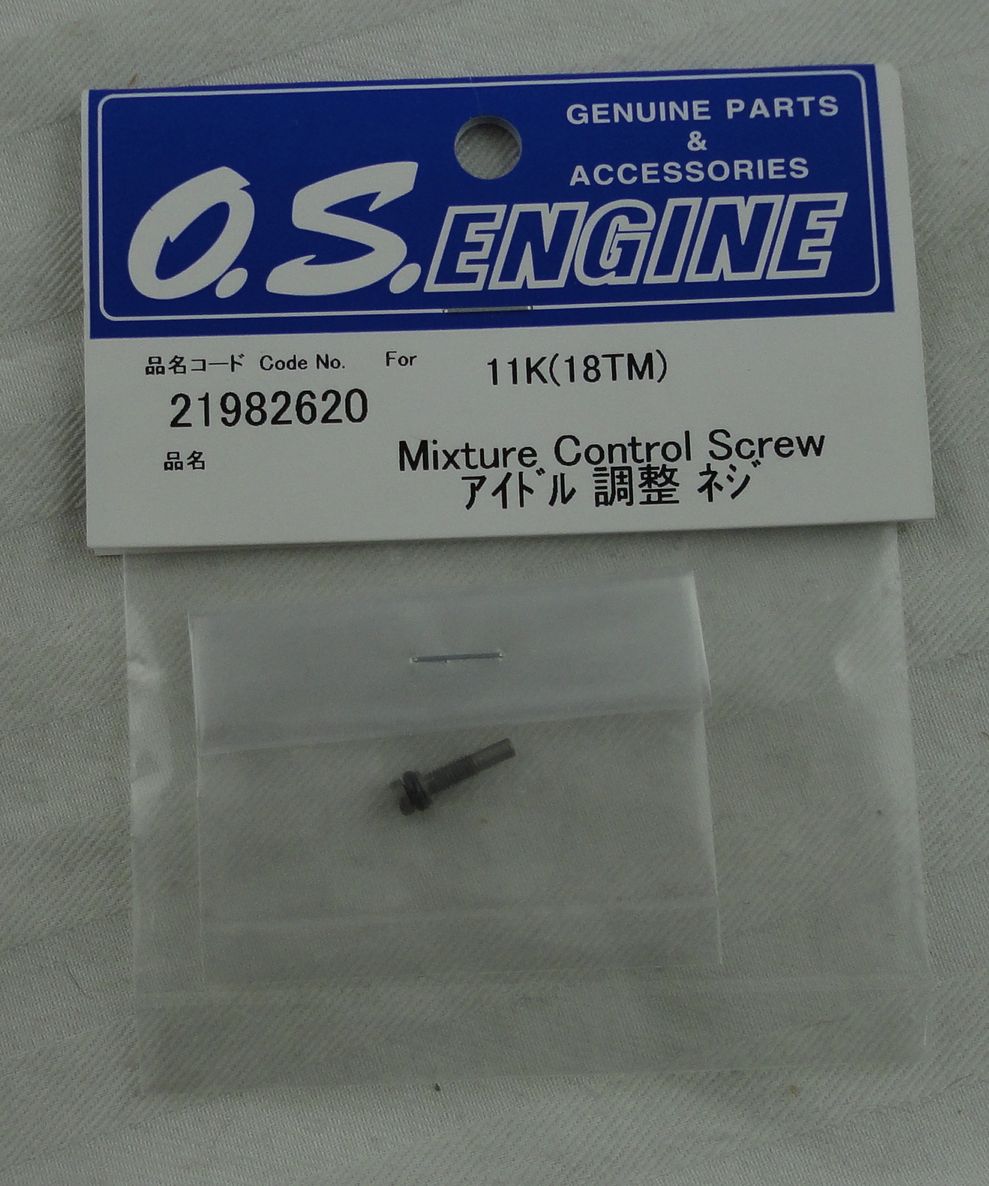 GENUINE PARTS
&
ACCESSORIES
O.S.ENGINE
品名コード Code No. For 11K(18TM)
21982620
品名
Mixture Control Screw
アイドル 調整 ネジ